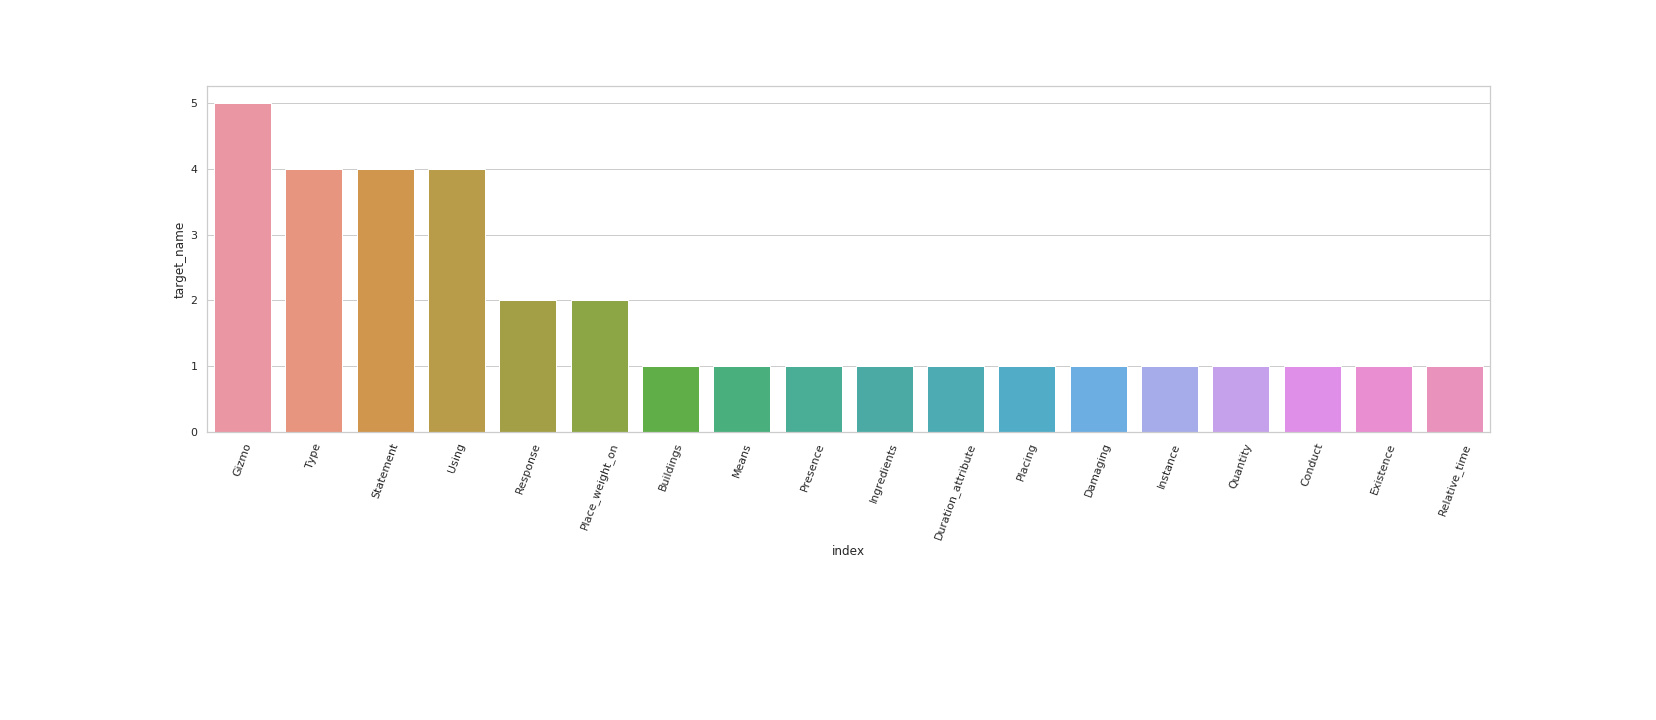 5
4
3
2
1
0
target_name
Gizmo
Type
Statement
Using
Response
Place_weight_on
Buildings
Means
Presence
Ingredients
Duration_attribute
Placing
Damaging
Instance
Quantity
Conduct
Existence
Relative_time
index